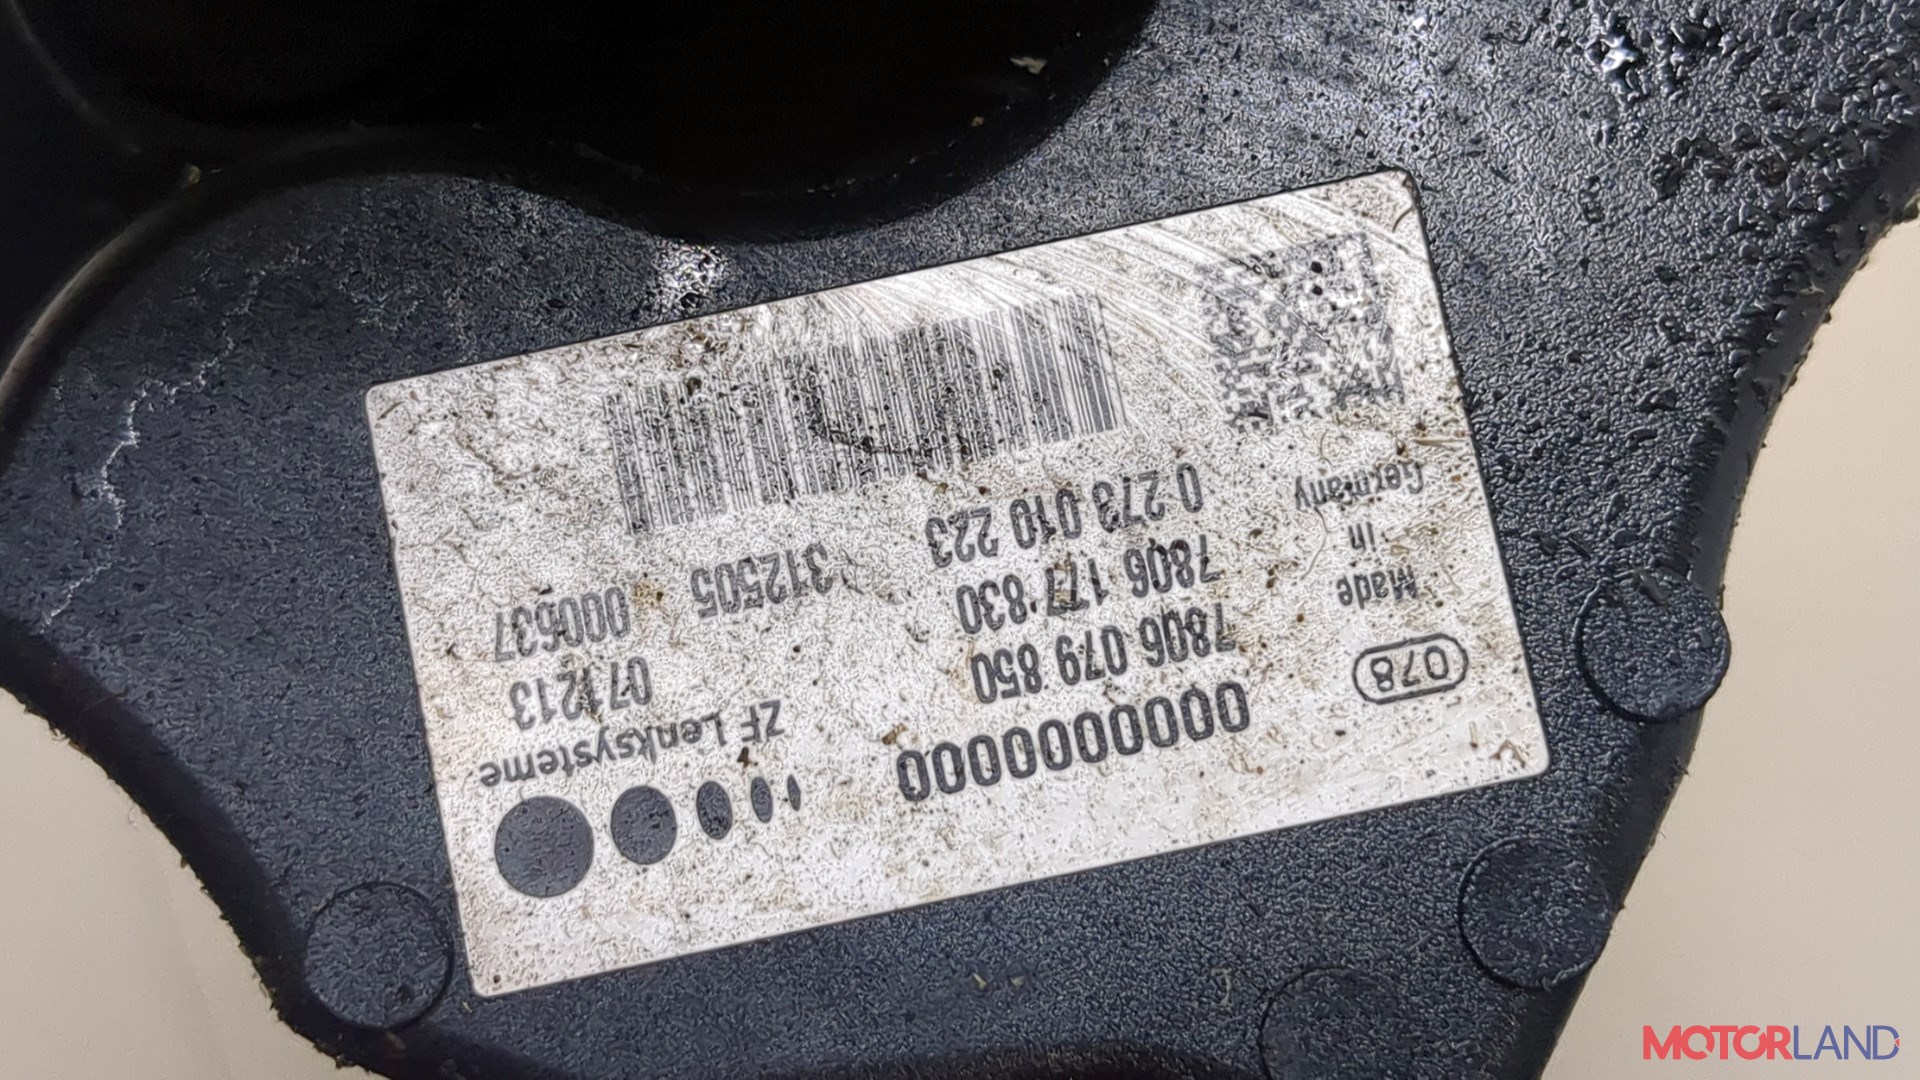 078
0000000000
ZF Lenksysteme
7806 079 850
071213
Made
in
Germany
7806 177 830
312505
000637
0 273 010 223
MOTORLAND